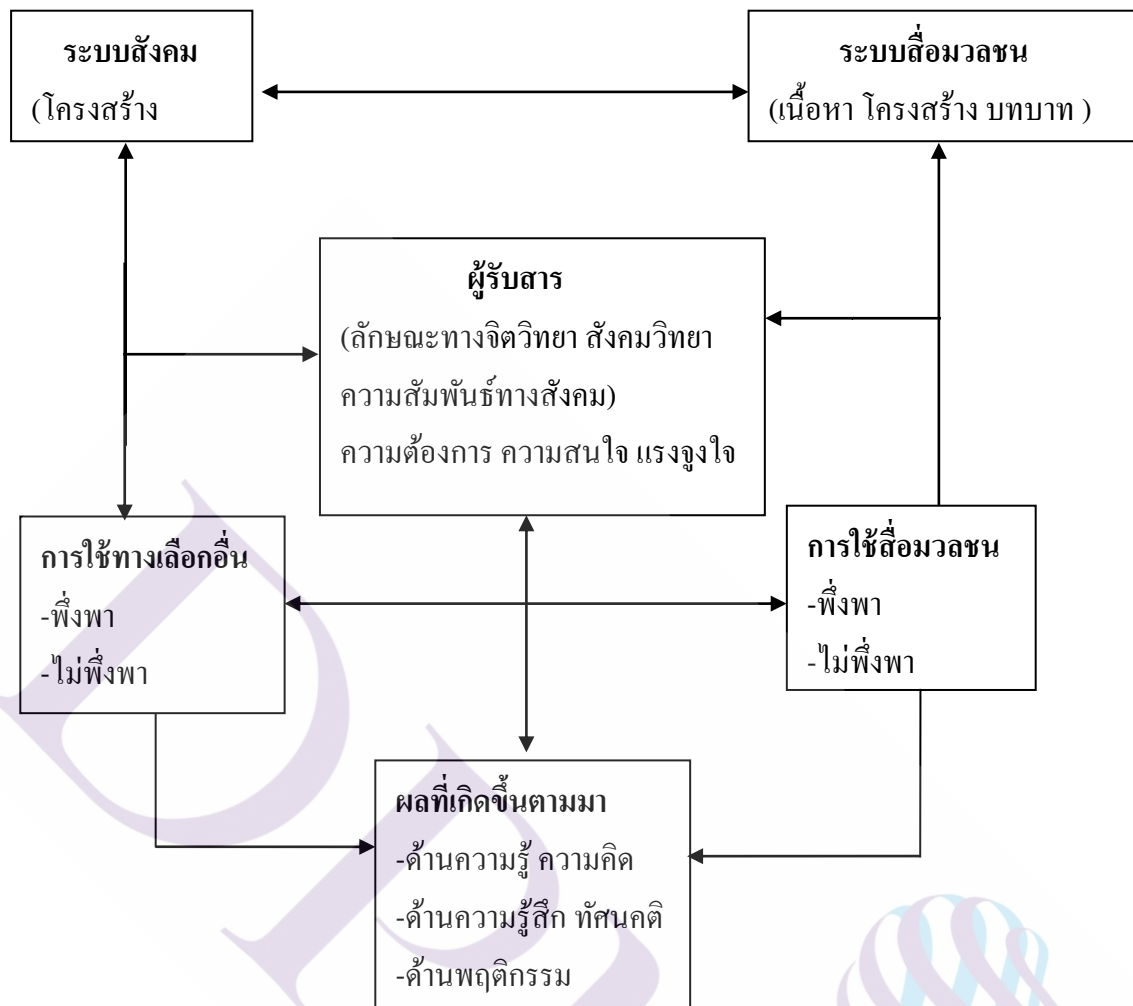 ระบบสังคม
(โครงสร้าง
ระบบสื่อมวลชน
(เนื้อหา โครงสร้าง บทบาท )
ผู้รับสาร
(ลักษณะทางจิตวิทยา สังคมวิทยา
ความสัมพันธ์ทางสังคม)
ความต้องการ ความสนใจ แรงจูงใจ
การใช้ทางเลือกอื่น
-พึ่งพา
-ไม่พึ่งพา
การใช้สื่อมวลชน
-พึ่งพา
-ไม่พึ่งพา
ผลที่เกิดขึ้นตามมา
-ด้านความรู้ ความคิด
-ด้านความรู้สึก ทัศนคติ
-ด้านพฤติกรรม